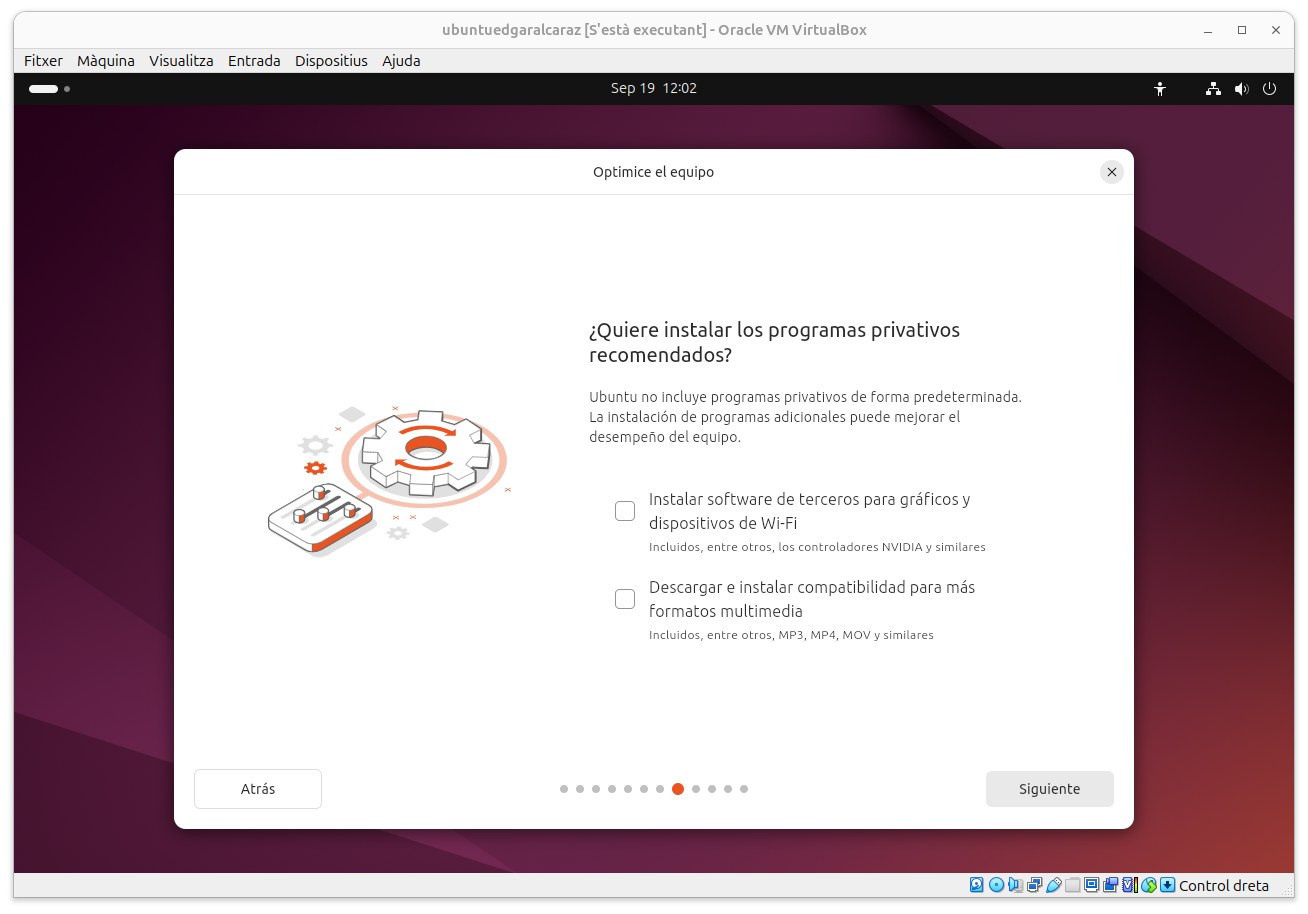 ubuntuedgaralcaraz [S'està executant] - Oracle VM VirtualBox
Fitxer Màquina Visualitza Entrada Dispositius Ajuda
Sep 19 12:02
Optimice el equipo
¿Quiere instalar los programas privativos
recomendados?
Ubuntu no incluye programas privativos de forma predeterminada.
La instalación de programas adicionales puede mejorar el
desempeño del equipo.
Instalar software de terceros para gráficos y
dispositivos de Wi-Fi
Incluidos, entre otros, los controladores NVIDIA y similares
Descargar e instalar compatibilidad para más
formatos multimedia
Incluidos, entre otros, MP3, MP4, MOV y similares
Atrás
Siguiente
Control dreta